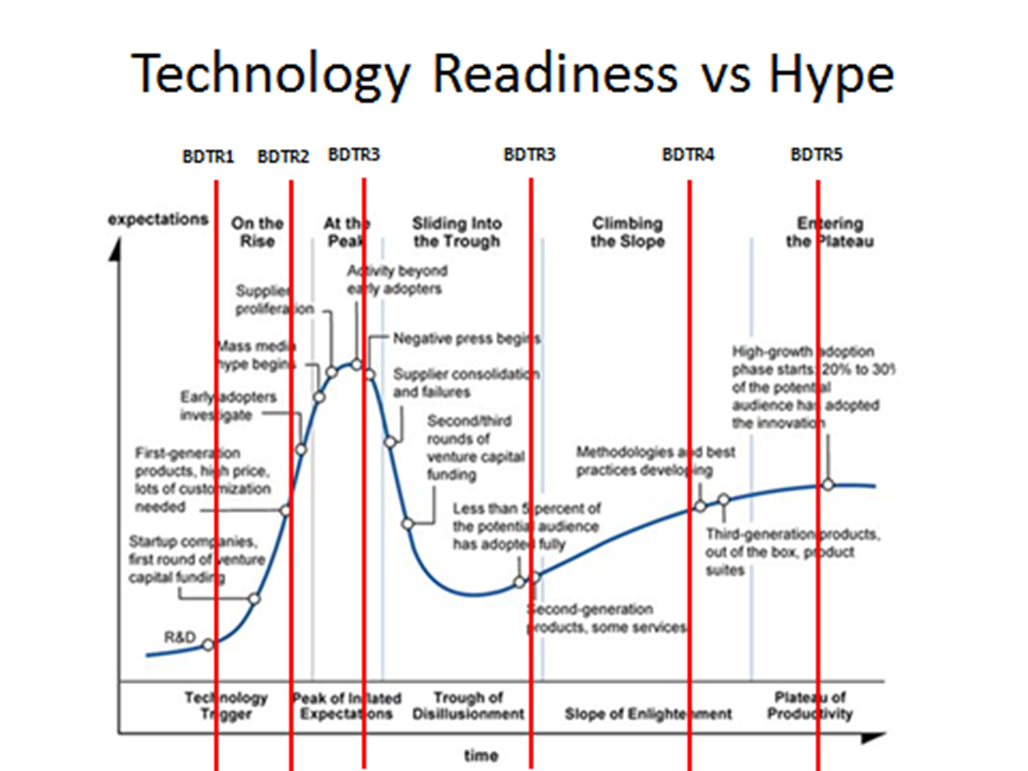 Technology Readiness vs Hype
BDTR1
BDTR2
BDTR3
BDTR3
BDTR4
BDTR5
expectations
On the
Rise
At the
Peak
Sliding Into
the Trough
Climbing
the Slope
Entering
the Plateau
Activity beyond
early adopters
Supplier
proliferation
Mass media
hype begins
Early adopters
investigate
First-generation
products, high price,
lots of customization
needed
Startup companies,
first round of venture
capital funding
R&D
Negative press begins
Supplier consolidation
and failures
Second/third
rounds of
venture capital
funding
Less than 5 percent of
the potential audience
has adopted fully
Second-generation
products, some services
Methodologies and best
practices developing
Third-generation products,
out of the box, product
suites
High-growth adoption
phase starts: 20% to 30%
of the potential
audience has adopted
the innovation
Technology
Trigger
Peak of Inflated
Expectations
Trough of
Disillusionment
Slope of Enlightenment
Plateau of
Productivity
time